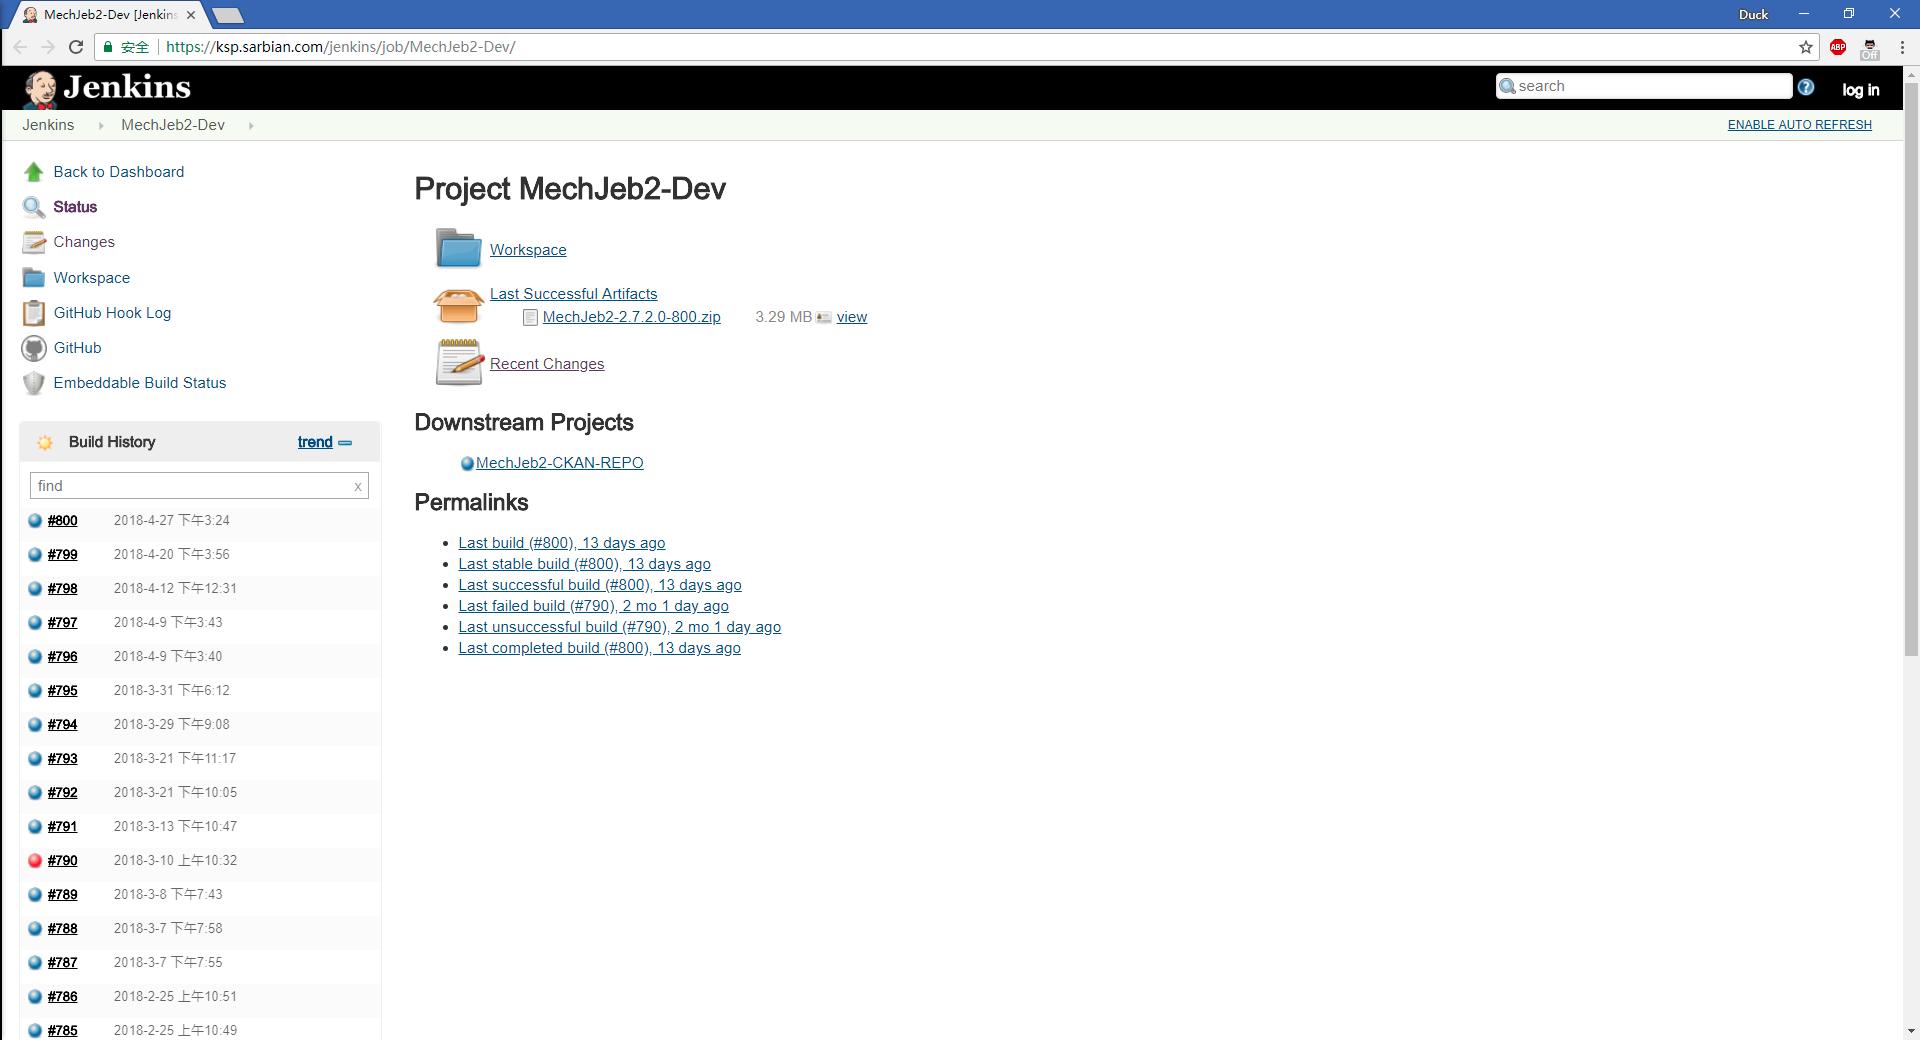 MechJeb2-Dev [Jenkins
Duck
安全 https://ksp.sarbian.com/jenkins/job/MechJeb2-Dev/
ABP
Off
Jenkins
search
log in
Jenkins MechJeb2-Dev
ENABLE AUTO REFRESH
Back to Dashboard
Status
Changes
Workspace
GitHub Hook Log
GitHub
Embeddable Build Status
Build History trend
find x
#800 2018-4-27 下午3:24
#799 2018-4-20 下午3:56
#798 2018-4-12 下午12:31
#797 2018-4-9 下午3:43
#796 2018-4-9 下午3:40
#795 2018-3-31 下午6:12
#794 2018-3-29 下午9:08
#793 2018-3-21 下午11:17
#792 2018-3-21 下午10:05
#791 2018-3-13 下午10:47
#790 2018-3-10 上午10:32
#789 2018-3-8 下午7:43
#788 2018-3-7 下午7:58
#787 2018-3-7 下午7:55
#786 2018-2-25 上午10:51
#785 2018-2-25 上午10:49
Project MechJeb2-Dev
Workspace
Last Successful Artifacts
MechJeb2-2.7.2.0-800.zip 3.29 MB view
Recent Changes
Downstream Projects
MechJeb2-CKAN-REPO
Permalinks
Last build (#800), 13 days ago
Last stable build (#800), 13 days ago
Last successful build (#800), 13 days ago
Last failed build (#790), 2 mo 1 day ago
Last unsuccessful build (#790), 2 mo 1 day ago
Last completed build (#800), 13 days ago